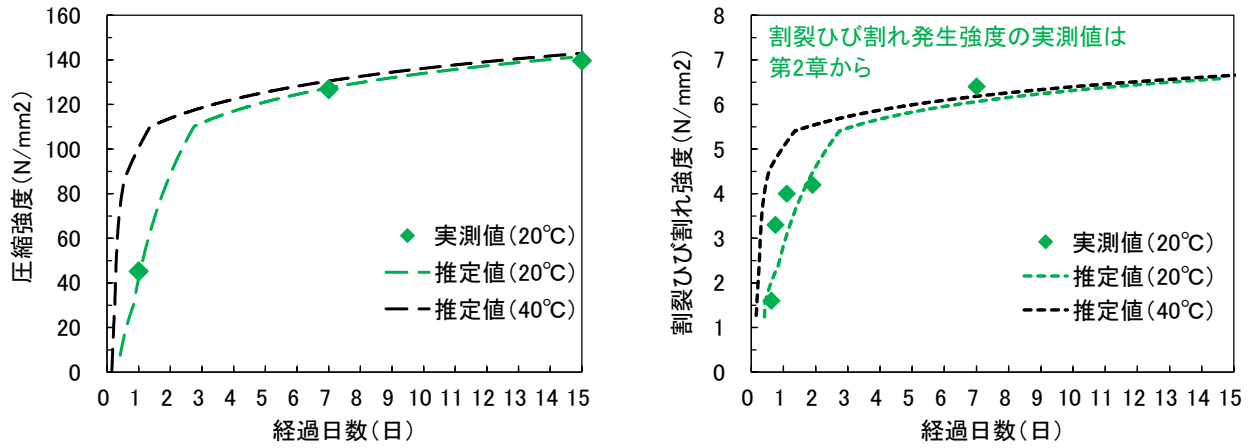 160
140
120
100
80
60
40
20
0
圧縮強度(N/mm2)
実測値(20℃)
推定値(20℃)
推定値(40℃)
0 1 2 3 4 5 6 7 8 9 10 11 12 13 14 15
経過日数(日)
8
7
6
5
4
3
2
1
0
割裂ひび割れ強度(N/mm2)
割裂ひび割れ発生強度の実測値は
第2章から
実測値(20℃)
推定値(20℃)
推定値(40℃)
0 1 2 3 4 5 6 7 8 9 10 11 12 13 14 15
経過日数(日)